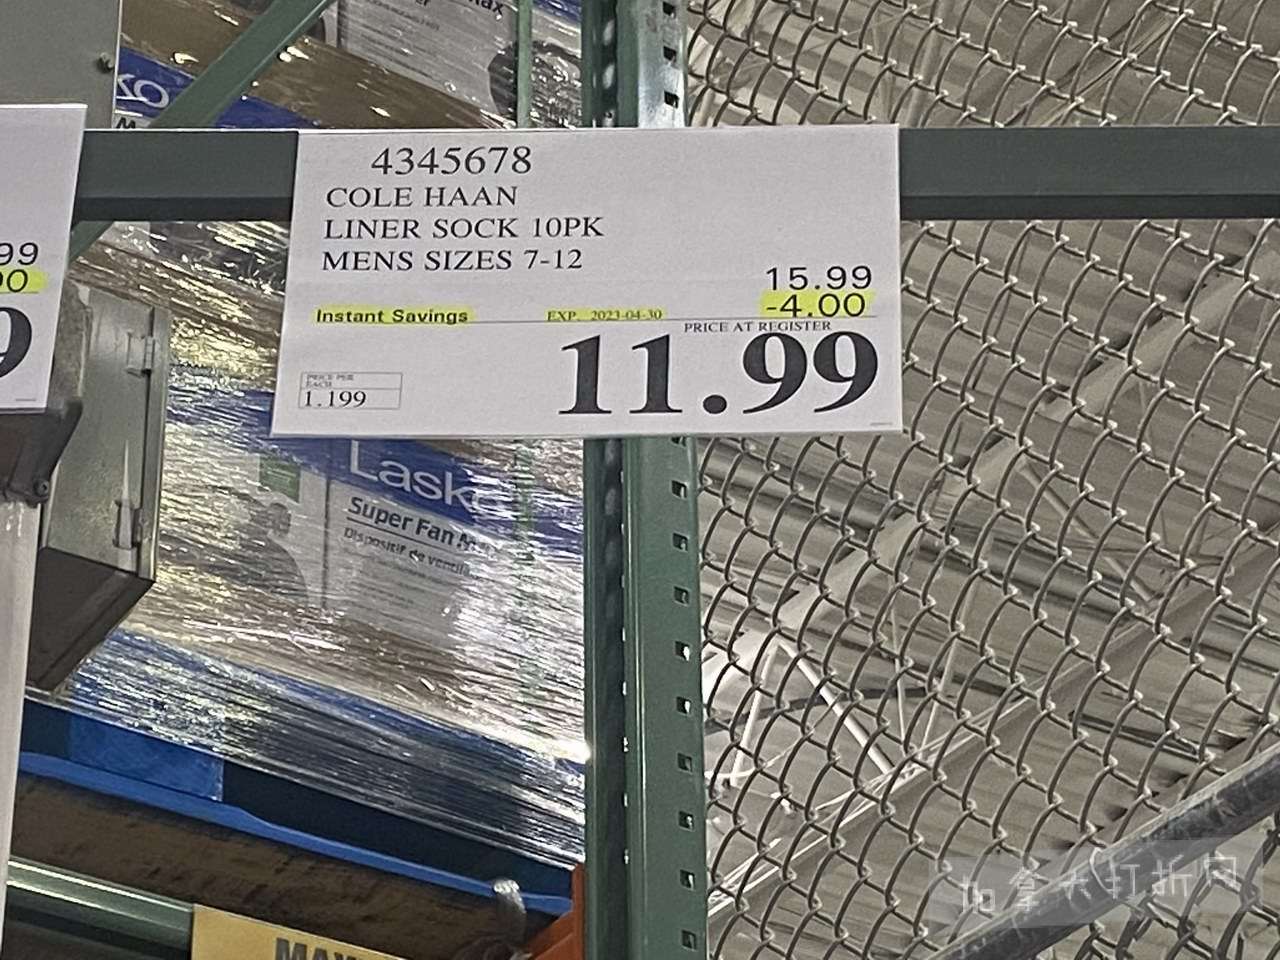 4345678
COLE HAAN
LINER SOCK 10PK
MENS SIZES 7-12
15.99
-4.00
Instant Savings EXP. 2023-04-30
PRICE AT REGISTER
11.99
PRICE PER
EACH
1.199
99
00
9
Lasko
Super Fan
Dispositif de
MAX
加拿大打折网